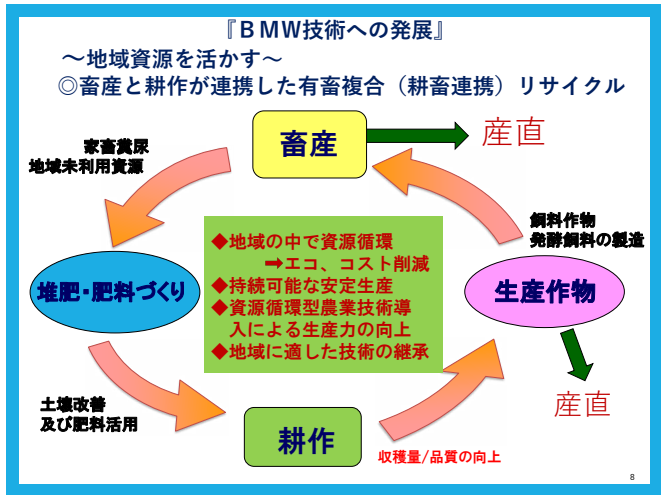 『ＢＭＷ技術への発展』
～地域資源を活かす～
◎畜産と耕作が連携した有畜複合（耕畜連携）リサイクル
畜産
産直
家畜糞尿
地域未利用資源
飼料作物
発酵飼料の製造
◆地域の中で資源循環
➡エコ、コスト削減
◆持続可能な安定生産
◆資源循環型農業技術導
入による生産力の向上
◆地域に適した技術の継承
堆肥・肥料づくり
生産作物
産直
土壌改善
及び肥料活用
耕作
収穫量/品質の向上
8